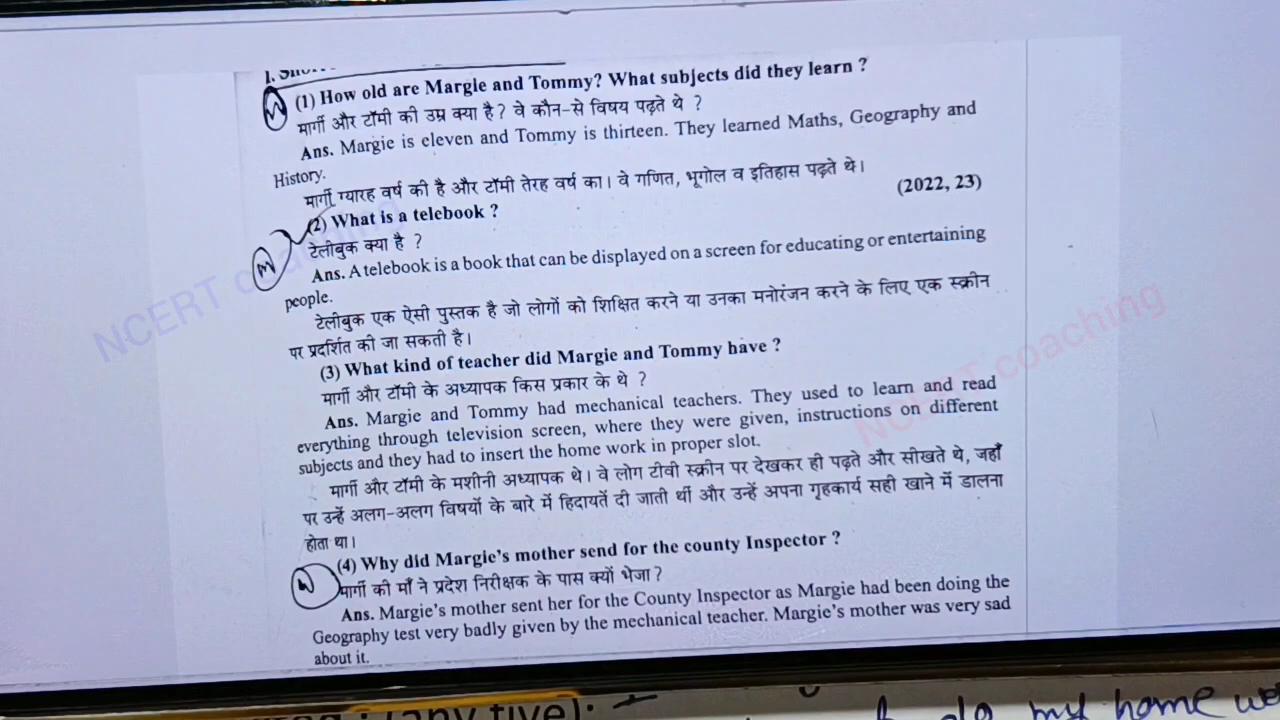 (1) How old are Margie and Tommy? What subjects did they learn ?
मार्गी और टॉमी की उम्र क्या है? वे कौन-से विषय पढ़ते थे ?
Ans. Margie is eleven and Tommy is thirteen. They learned Maths, Geography and
History.
मार्गी ग्यारह वर्ष की है और टॉमी तेरह वर्ष का। वे गणित, भूगोल व इतिहास पढ़ते थे।
(2022, 23)
(2) What is a telebook ?
टेलीबुक क्या है ?
Ans. A telebook is a book that can be displayed on a screen for educating or entertaining
people.
टेलीबुक एक ऐसी पुस्तक है जो लोगों को शिक्षित करने या उनका मनोरंजन करने के लिए एक स्क्रीन
पर प्रदर्शित की जा सकती है।
(3) What kind of teacher did Margie and Tommy have ?
मार्गी और टॉमी के अध्यापक किस प्रकार के थे ?
Ans. Margie and Tommy had mechanical teachers. They used to learn and read
everything through television screen, where they were given, instructions on different
subjects and they had to insert the home work in proper slot.
मार्गी और टॉमी के मशीनी अध्यापक थे। वे लोग टीवी स्क्रीन पर देखकर ही पढ़ते और सीखते थे, जहाँ
पर उन्हें अलग-अलग विषयों के बारे में हिदायतें दी जाती थीं और उन्हें अपना गृहकार्य सही खाने में डालना
होता था।
(4) Why did Margie's mother send for the county Inspector ?
मार्गी की माँ ने प्रदेश निरीक्षक के पास क्यों भेजा ?
Ans. Margie's mother sent her for the County Inspector as Margie had been doing the
Geography test very badly given by the mechanical teacher. Margie's mother was very sad
about it.
NCERT coaching
NCERT coaching
(any five):
do my home